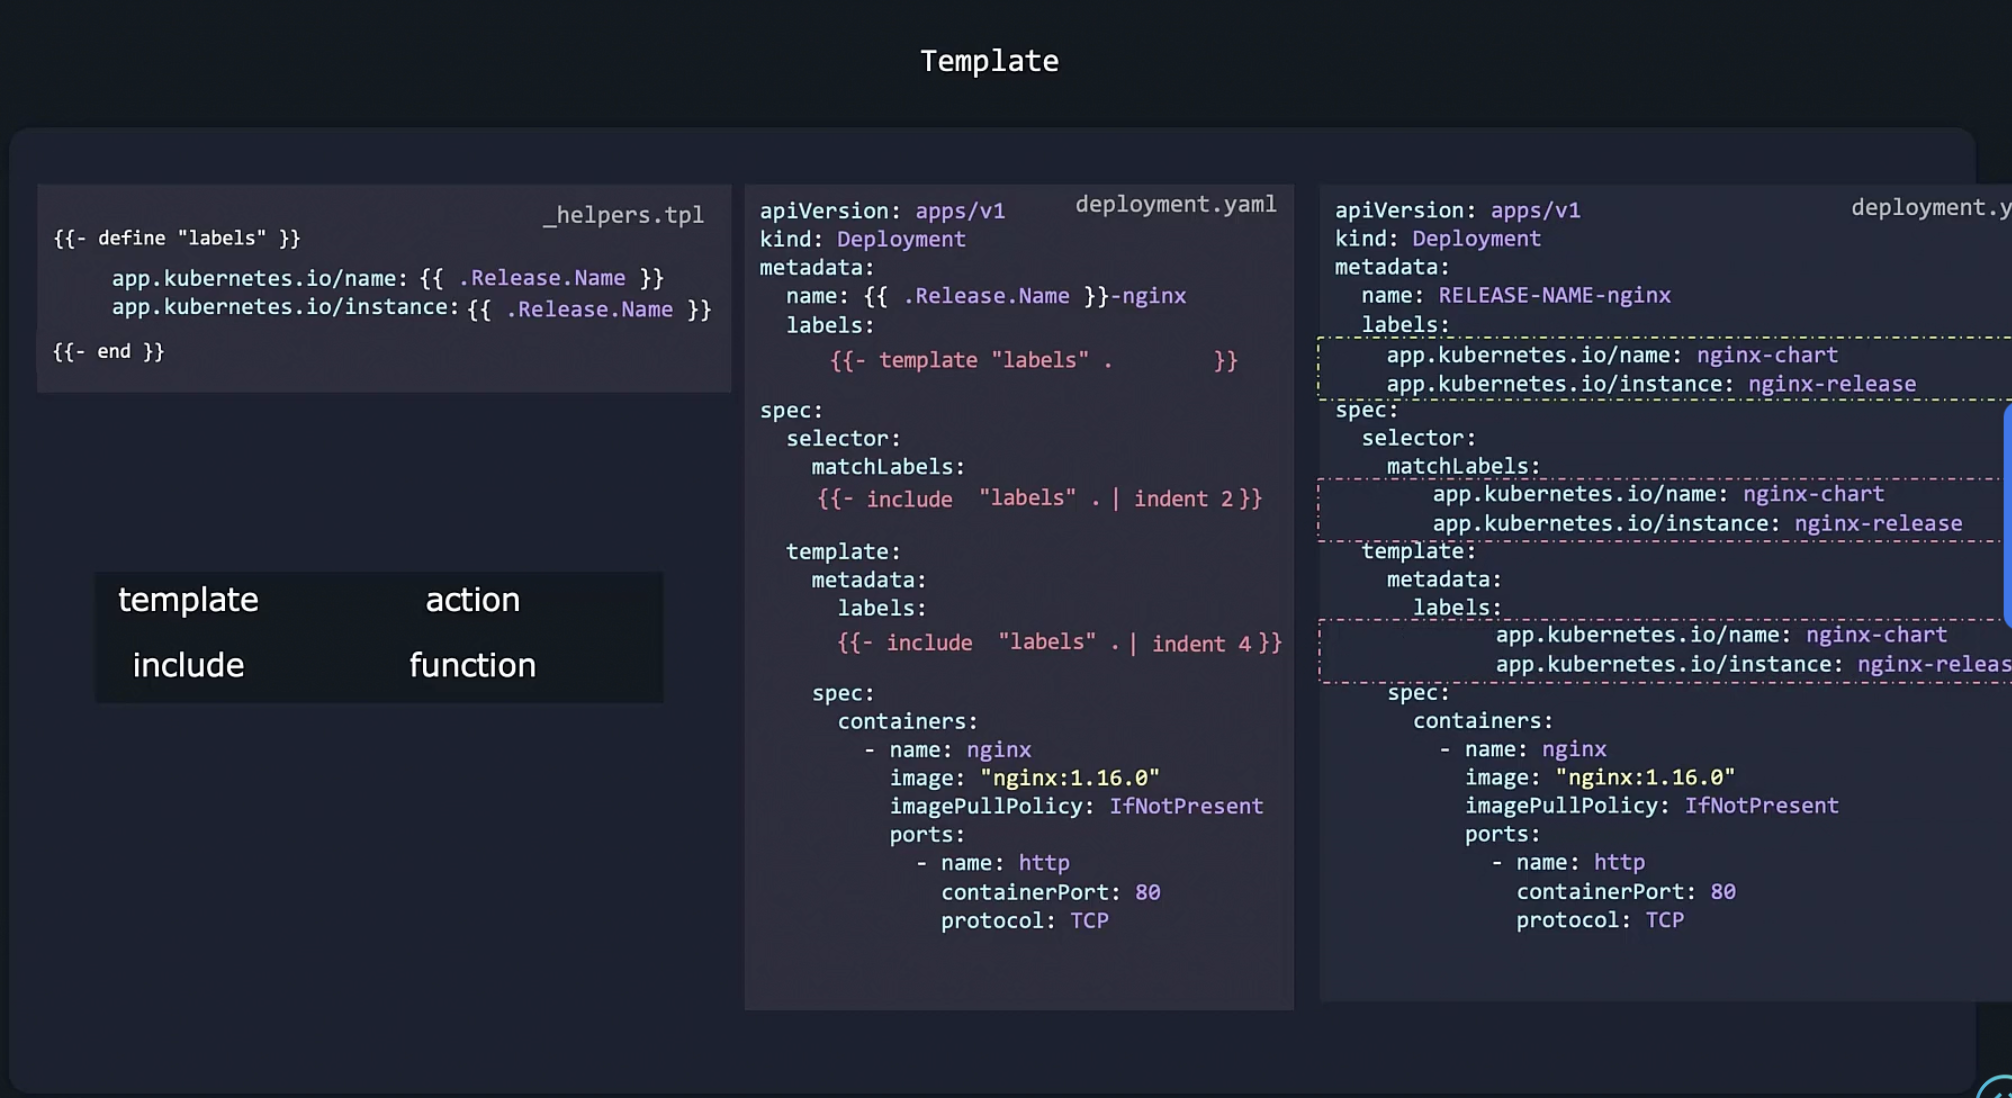 Template
_helpers.tpl
{{- define "labels" }}
app.kubernetes.io/name: {{ .Release.Name }}
app.kubernetes.io/instance: {{ .Release.Name }}
{{- end }}
template action
include function
deployment.yaml
apiVersion: apps/v1
kind: Deployment
metadata:
name: {{ .Release.Name }}-nginx
labels:
{{- template "labels" . }}
spec:
selector:
matchLabels:
{{- include "labels" . | indent 2 }}
template:
metadata:
labels:
{{- include "labels" . | indent 4 }}
spec:
containers:
- name: nginx
image: "nginx:1.16.0"
imagePullPolicy: IfNotPresent
ports:
- name: http
containerPort: 80
protocol: TCP
deployment.y
apiVersion: apps/v1
kind: Deployment
metadata:
name: RELEASE-NAME-nginx
labels:
app.kubernetes.io/name: nginx-chart
app.kubernetes.io/instance: nginx-release
spec:
selector:
matchLabels:
app.kubernetes.io/name: nginx-chart
app.kubernetes.io/instance: nginx-release
template:
metadata:
labels:
app.kubernetes.io/name: nginx-chart
app.kubernetes.io/instance: nginx-releas
spec:
containers:
- name: nginx
image: "nginx:1.16.0"
imagePullPolicy: IfNotPresent
ports:
- name: http
containerPort: 80
protocol: TCP